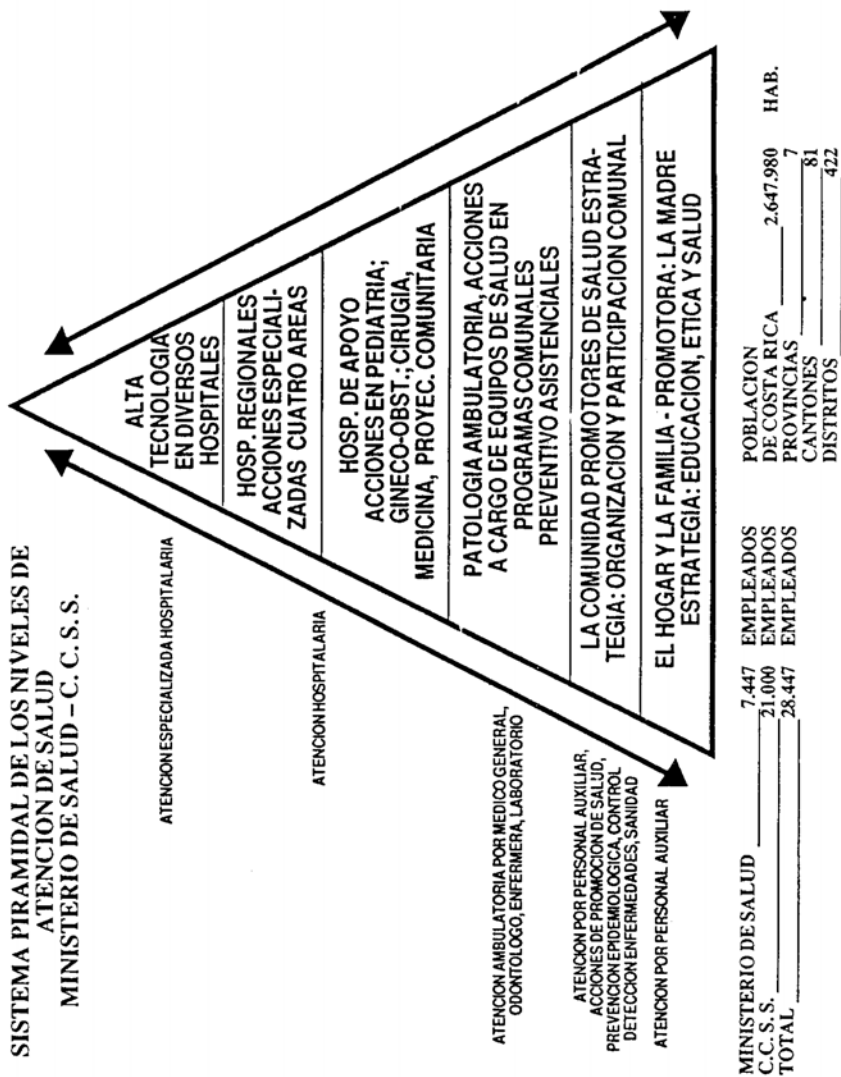 SISTEMA PIRAMIDAL DE LOS NIVELES DE
ATENCION DE SALUD
MINISTERIO DE SALUD – C. C. S. S.
ATENCION ESPECIALIZADA HOSPITALARIA
ALTA
TECNOLOGIA
EN DIVERSOS
HOSPITALES
HOSP. REGIONALES
ACCIONES ESPECIALI-
ZADAS CUATRO AREAS
ATENCION HOSPITALARIA
HOSP. DE APOYO
ACCIONES EN PEDIATRIA;
GINECO-OBST.; CIRUGIA,
MEDICINA, PROYEC. COMUNITARIA
ATENCION AMBULATORIA POR MEDICO GENERAL,
ODONTOLOGO, ENFERMERA, LABORATORIO
PATOLOGIA AMBULATORIA, ACCIONES
A CARGO DE EQUIPOS DE SALUD EN
PROGRAMAS COMUNALES
PREVENTIVO ASISTENCIALES
ATENCION POR PERSONAL AUXILIAR,
ACCIONES DE PROMOCION DE SALUD,
PREVENCION EPIDEMIOLOGICA, CONTROL
DETECCION ENFERMEDADES, SANIDAD
LA COMUNIDAD PROMOTORES DE SALUD ESTRA-
TEGIA: ORGANIZACION Y PARTICIPACION COMUNAL
ATENCION POR PERSONAL AUXILIAR
EL HOGAR Y LA FAMILIA - PROMOTORA: LA MADRE
ESTRATEGIA: EDUCACION, ETICA Y SALUD
MINISTERIO DE SALUD 7.447 EMPLEADOS
C.C. S. S. 21.000 EMPLEADOS
TOTAL 28.447 EMPLEADOS
POBLACION
DE COSTA RICA 2.647.980 HAB.
PROVINCIAS 7
CANTONES 81
DISTRITOS 422